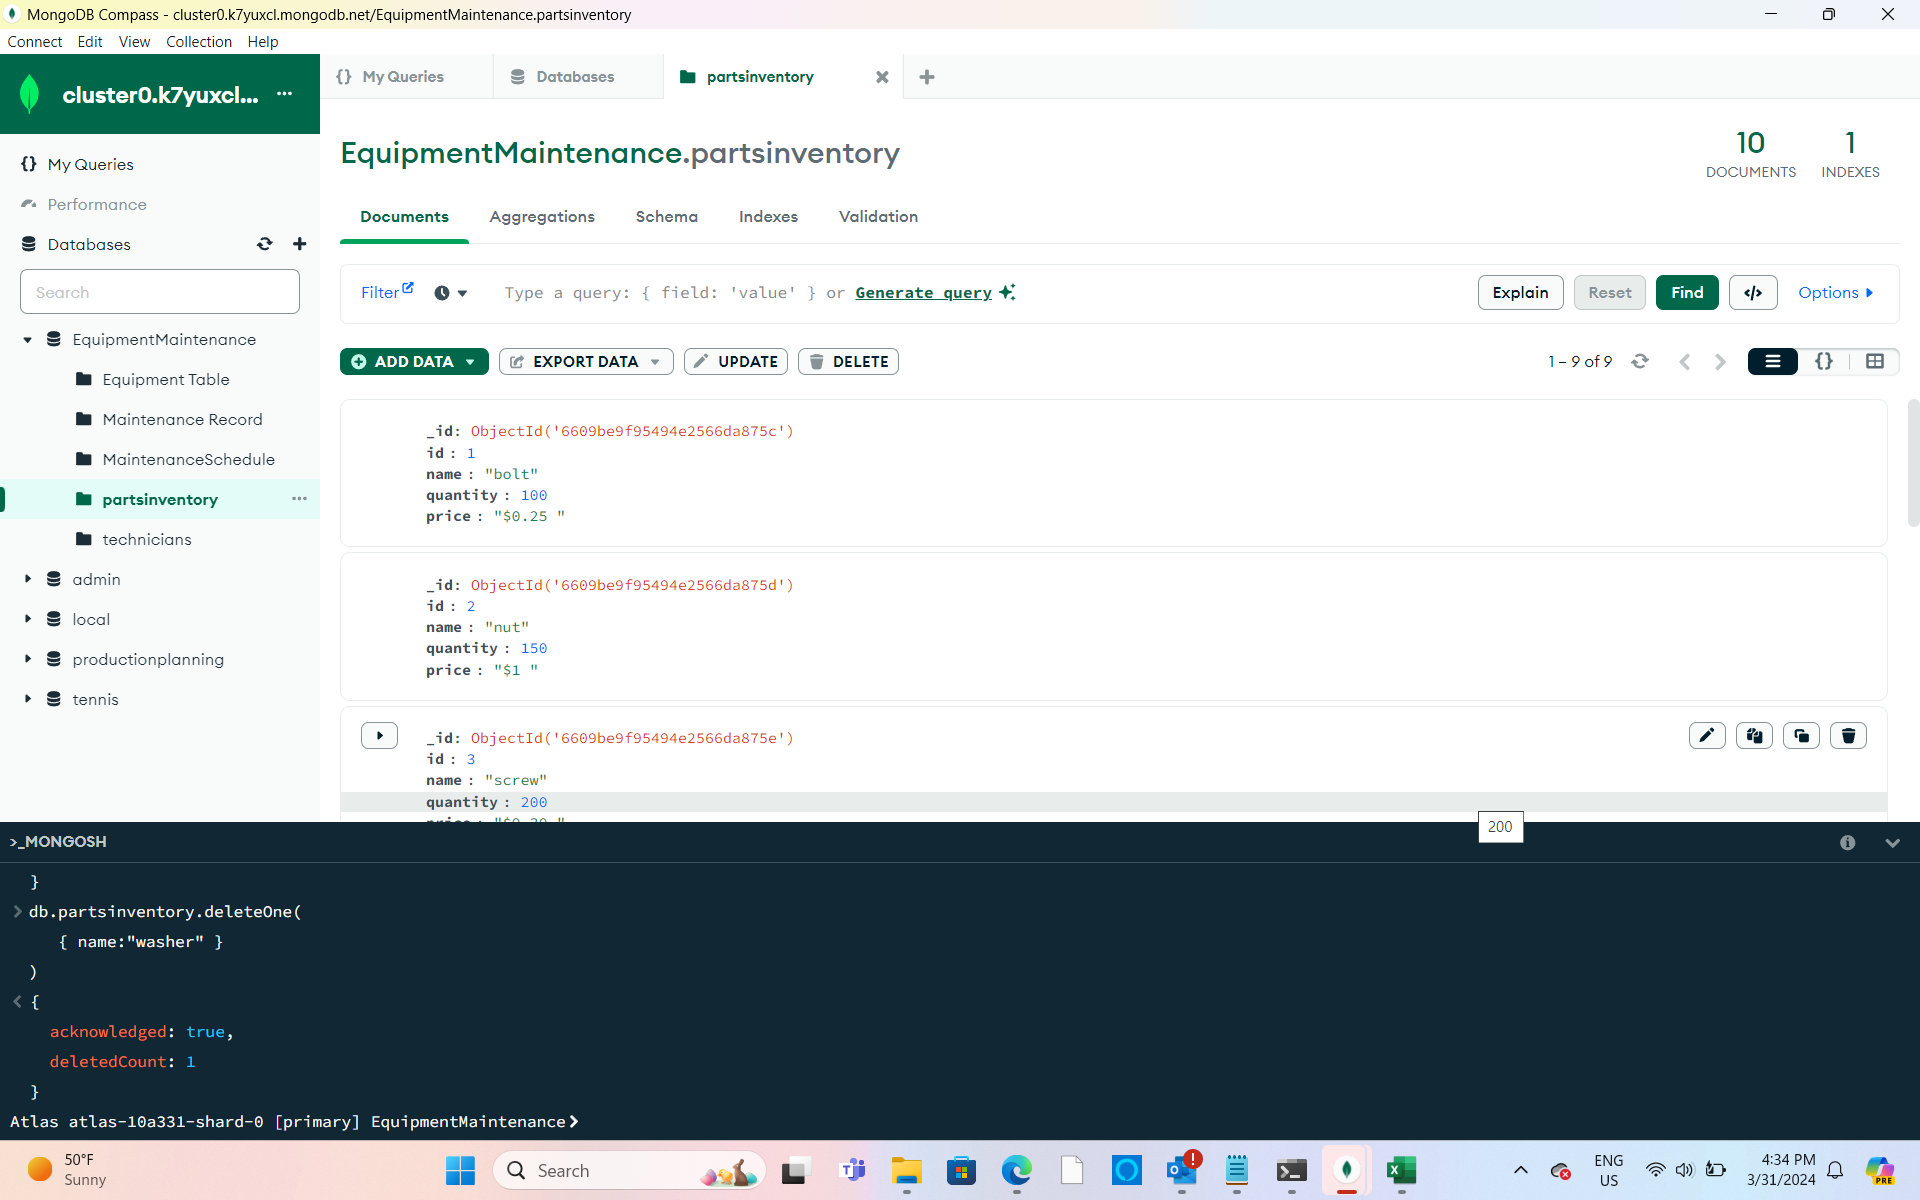 MongoDB Compass - cluster0.k7yuxcl.mongodb.net/EquipmentMaintenance.partsinventory
Connect Edit View Collection Help
cluster0.k7yuxcl... ...
My Queries
Performance
Databases
Search
EquipmentMaintenance
Equipment Table
Maintenance Record
MaintenanceSchedule
partsinventory
technicians
admin
local
productionplanning
tennis
My Queries
Databases
partsinventory
EquipmentMaintenance.partsinventory
10
DOCUMENTS
1
INDEXES
Documents
Aggregations
Schema
Indexes
Validation
Filter
Type a query: { field: 'value' } or Generate query
Explain
Reset
Find
</>
Options
ADD DATA
EXPORT DATA
UPDATE
DELETE
1 – 9 of 9
{}
_id: ObjectId('6609be9f95494e2566da875c')
id : 1
name : "bolt"
quantity : 100
price : "$0.25 "
_id: ObjectId('6609be9f95494e2566da875d')
id : 2
name : "nut"
quantity : 150
price : "$1 "
_id: ObjectId('6609be9f95494e2566da875e')
id : 3
name : "screw"
quantity : 200
price : "$0.20 "
200
>_MONGOSH
}
> db.partsinventory.deleteOne(
{ name:"washer" }
)
< {
acknowledged: true,
deletedCount: 1
}
Atlas atlas-10a331-shard-0 [primary] EquipmentMaintenance>
50°F
Sunny
Search
ENG
US
4:34 PM
3/31/2024
PRE